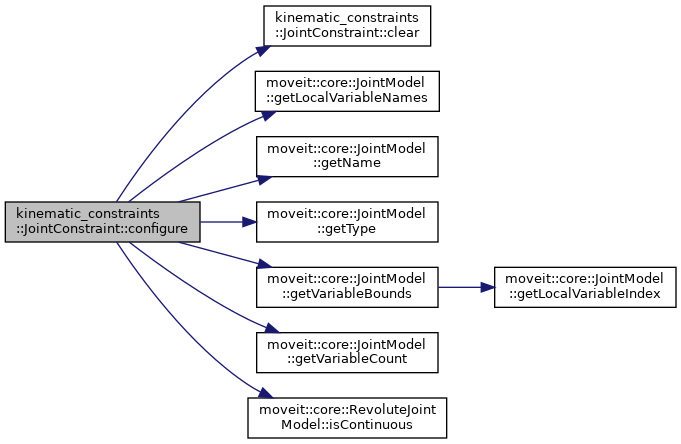 kinematic_constraints
::JointConstraint::clear
moveit::core::JointModel
::getLocalVariableNames
moveit::core::JointModel
::getName
kinematic_constraints
::JointConstraint::configure
moveit::core::JointModel
::getType
moveit::core::JointModel
::getVariableBounds
moveit::core::JointModel
::getLocalVariableIndex
moveit::core::JointModel
::getVariableCount
moveit::core::RevoluteJoint
Model::isContinuous